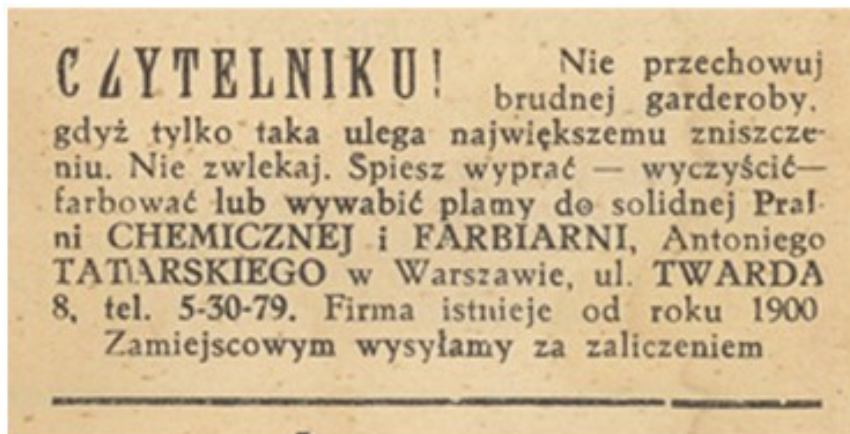 CZYTELNIKU! Nie przechowuj
brudnej garderoby,
gdyż tylko taka ulega największemu zniszcze-
niu. Nie zwlekaj. Spiesz wyprać — wyczyścić—
farbować lub wywabić plamy do solidnej Pral-
ni CHEMICZNEJ i FARBIARNI, Antoniego
TATARSKIEGO w Warszawie, ul. TWARDA
8, tel. 5-30-79. Firma istnieje od roku 1900
Zamiejscowym wysyłamy za zaliczeniem